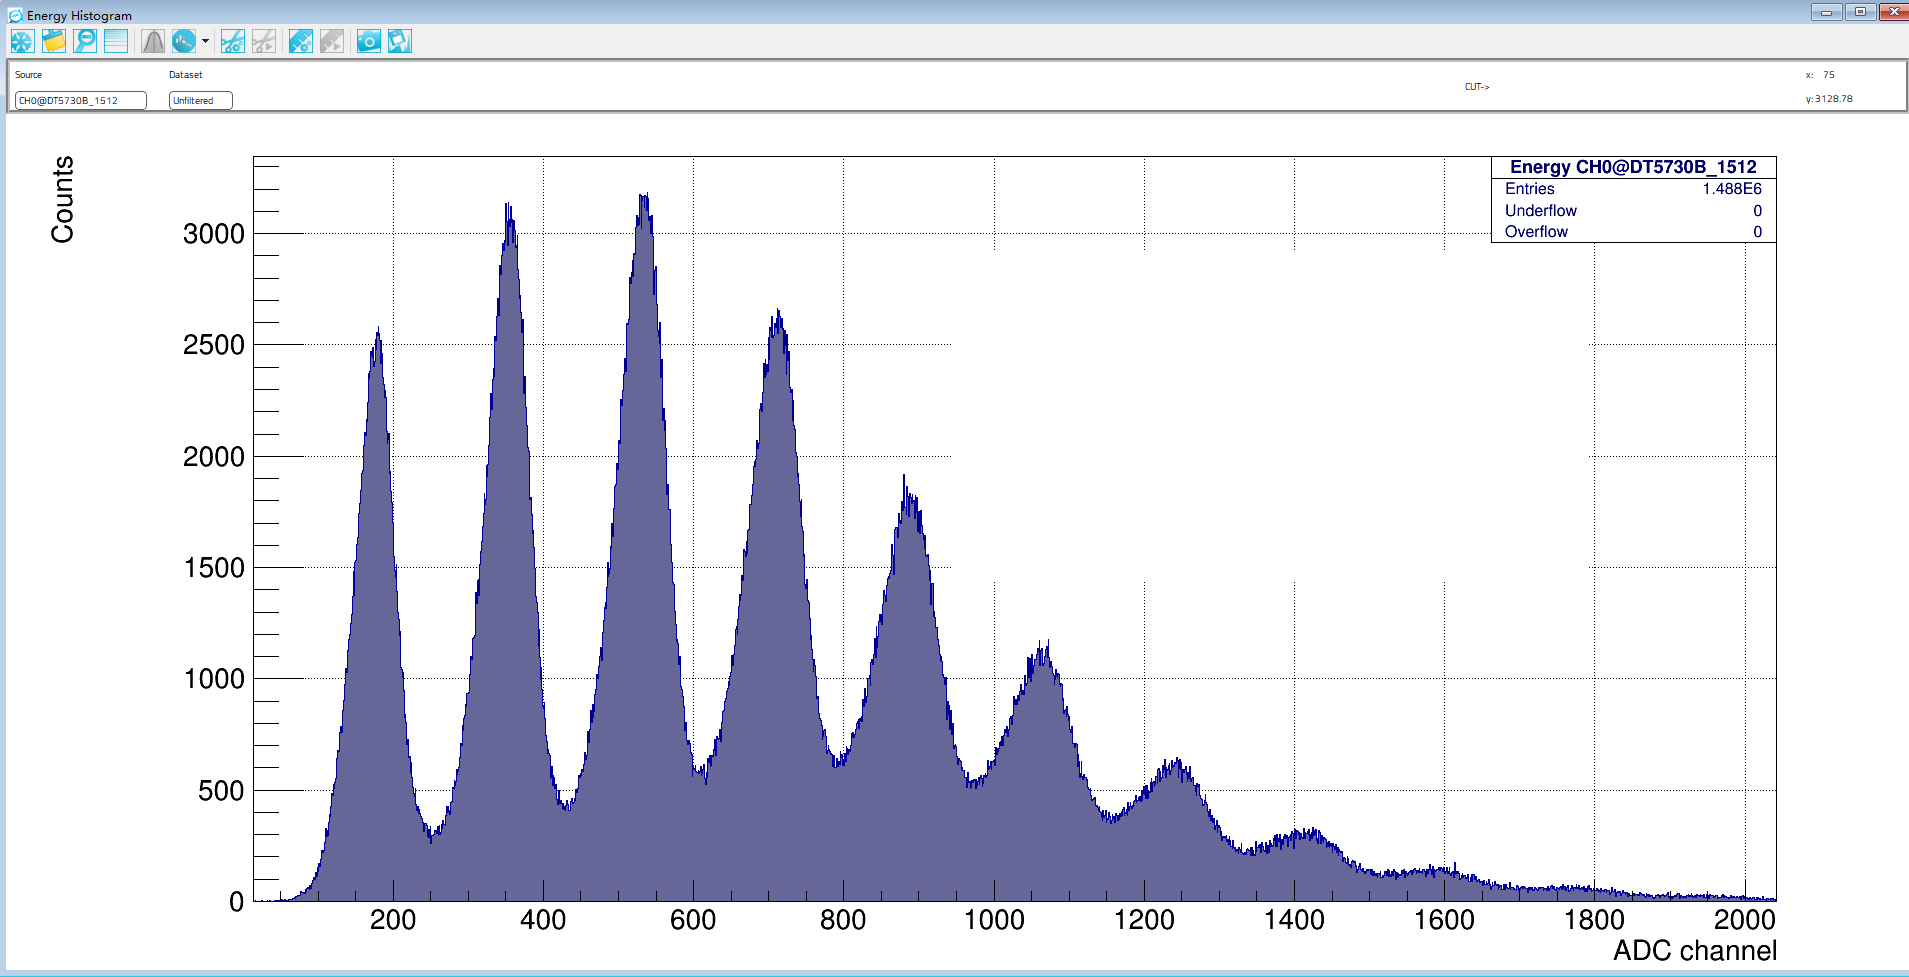 Energy Histogram
Source
Dataset
CH0@DT5730B_1512
Unfiltered
CUT->
x: 75
y:3128.78
Counts
Energy CH0@DT5730B_1512
Entries 1.488E6
Underflow 0
Overflow 0
3000
2500
2000
1500
1000
500
0
200 400 600 800 1000 1200 1400 1600 1800 2000
ADC channel